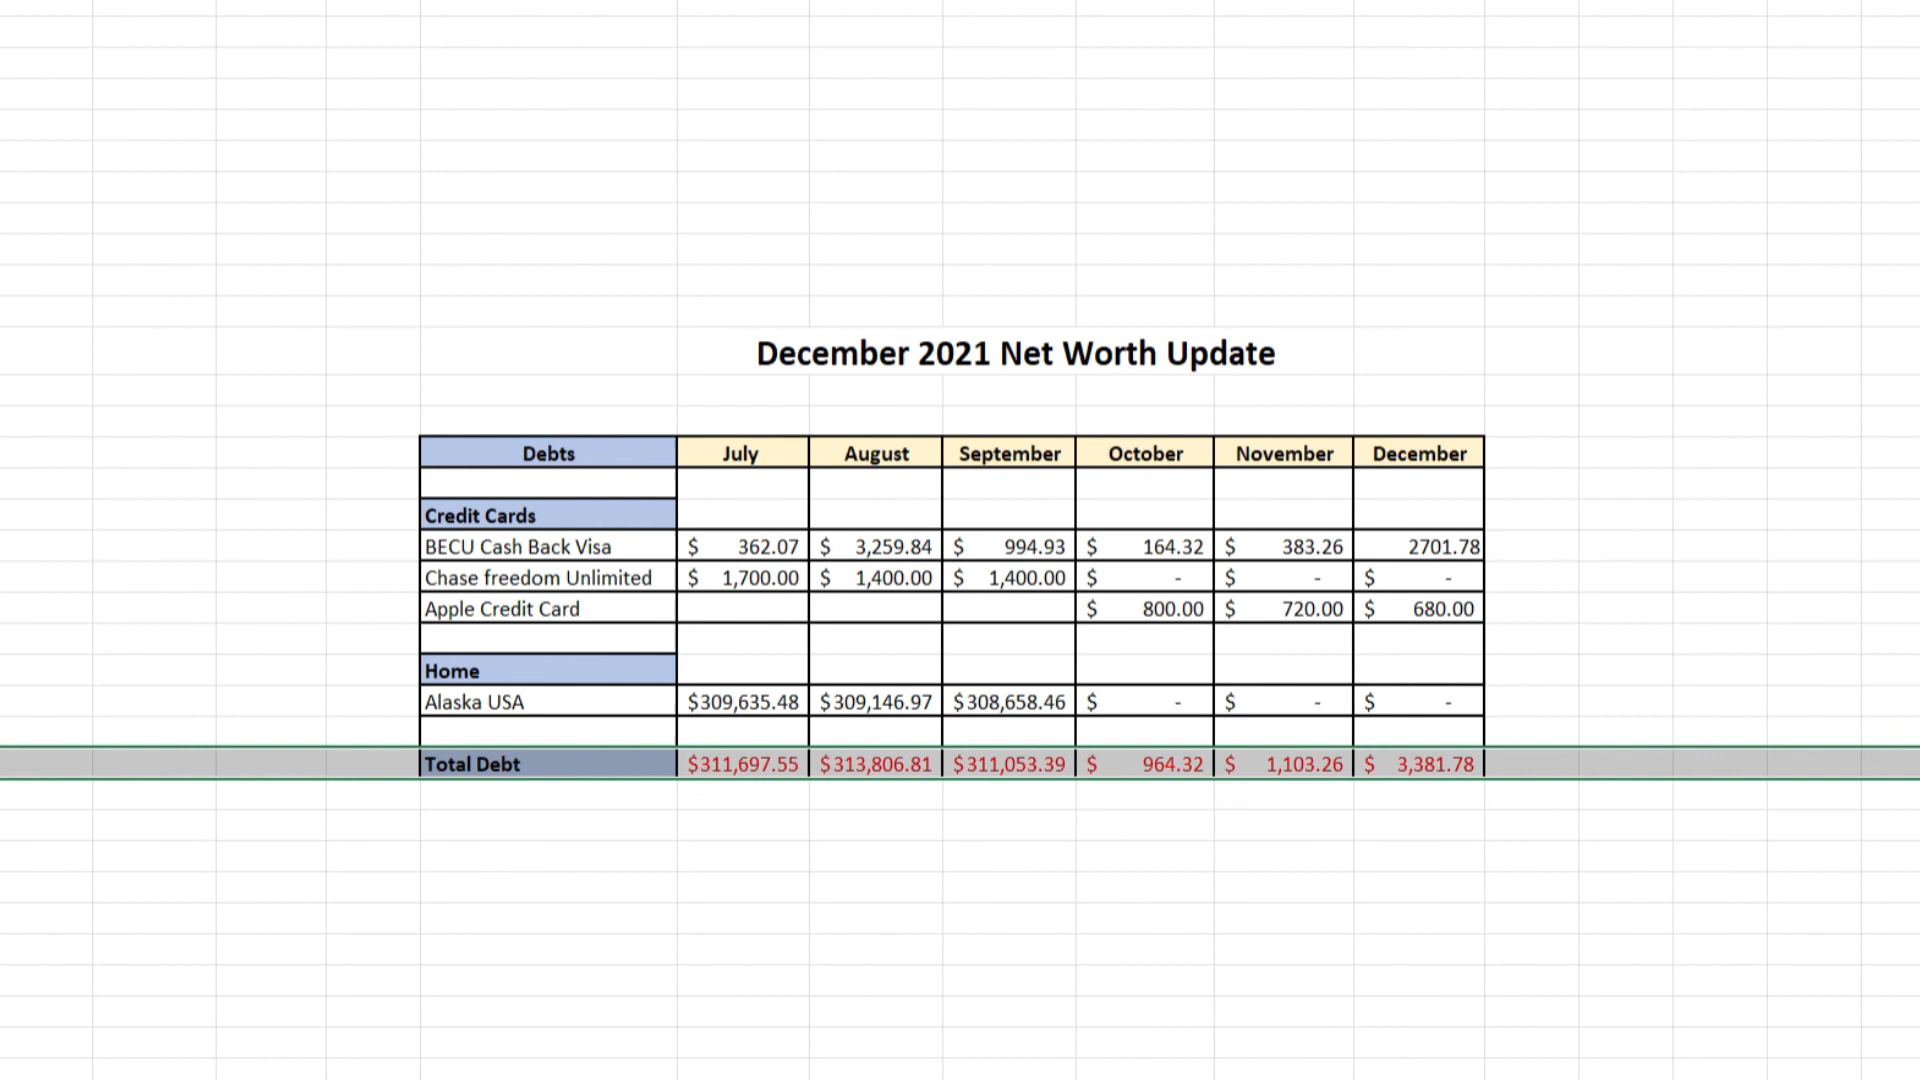 December 2021 Net Worth Update
Debts July August September October November December
Credit Cards
BECU Cash Back Visa $ 362.07 $ 3,259.84 $ 994.93 $ 164.32 $ 383.26 2701.78
Chase freedom Unlimited $ 1,700.00 $ 1,400.00 $ 1,400.00 $ - $ - $ -
Apple Credit Card $ 800.00 $ 720.00 $ 680.00
Home
Alaska USA $309,635.48 $309,146.97 $308,658.46 $ - $ - $ -
Total Debt $311,697.55 $313,806.81 $311,053.39 $ 964.32 $ 1,103.26 $ 3,381.78